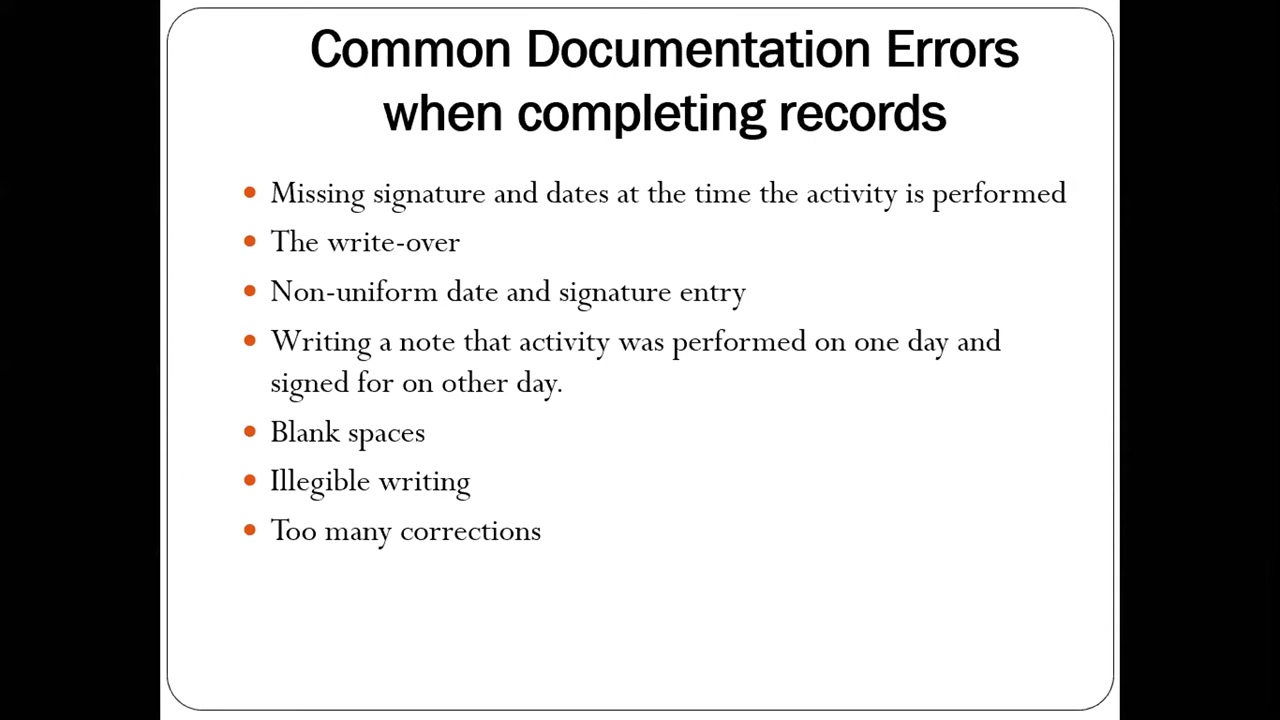 Common Documentation Errors
when completing records
Missing signature and dates at the time the activity is performed
The write-over
Non-uniform date and signature entry
Writing a note that activity was performed on one day and
signed for on other day.
Blank spaces
Illegible writing
Too many corrections